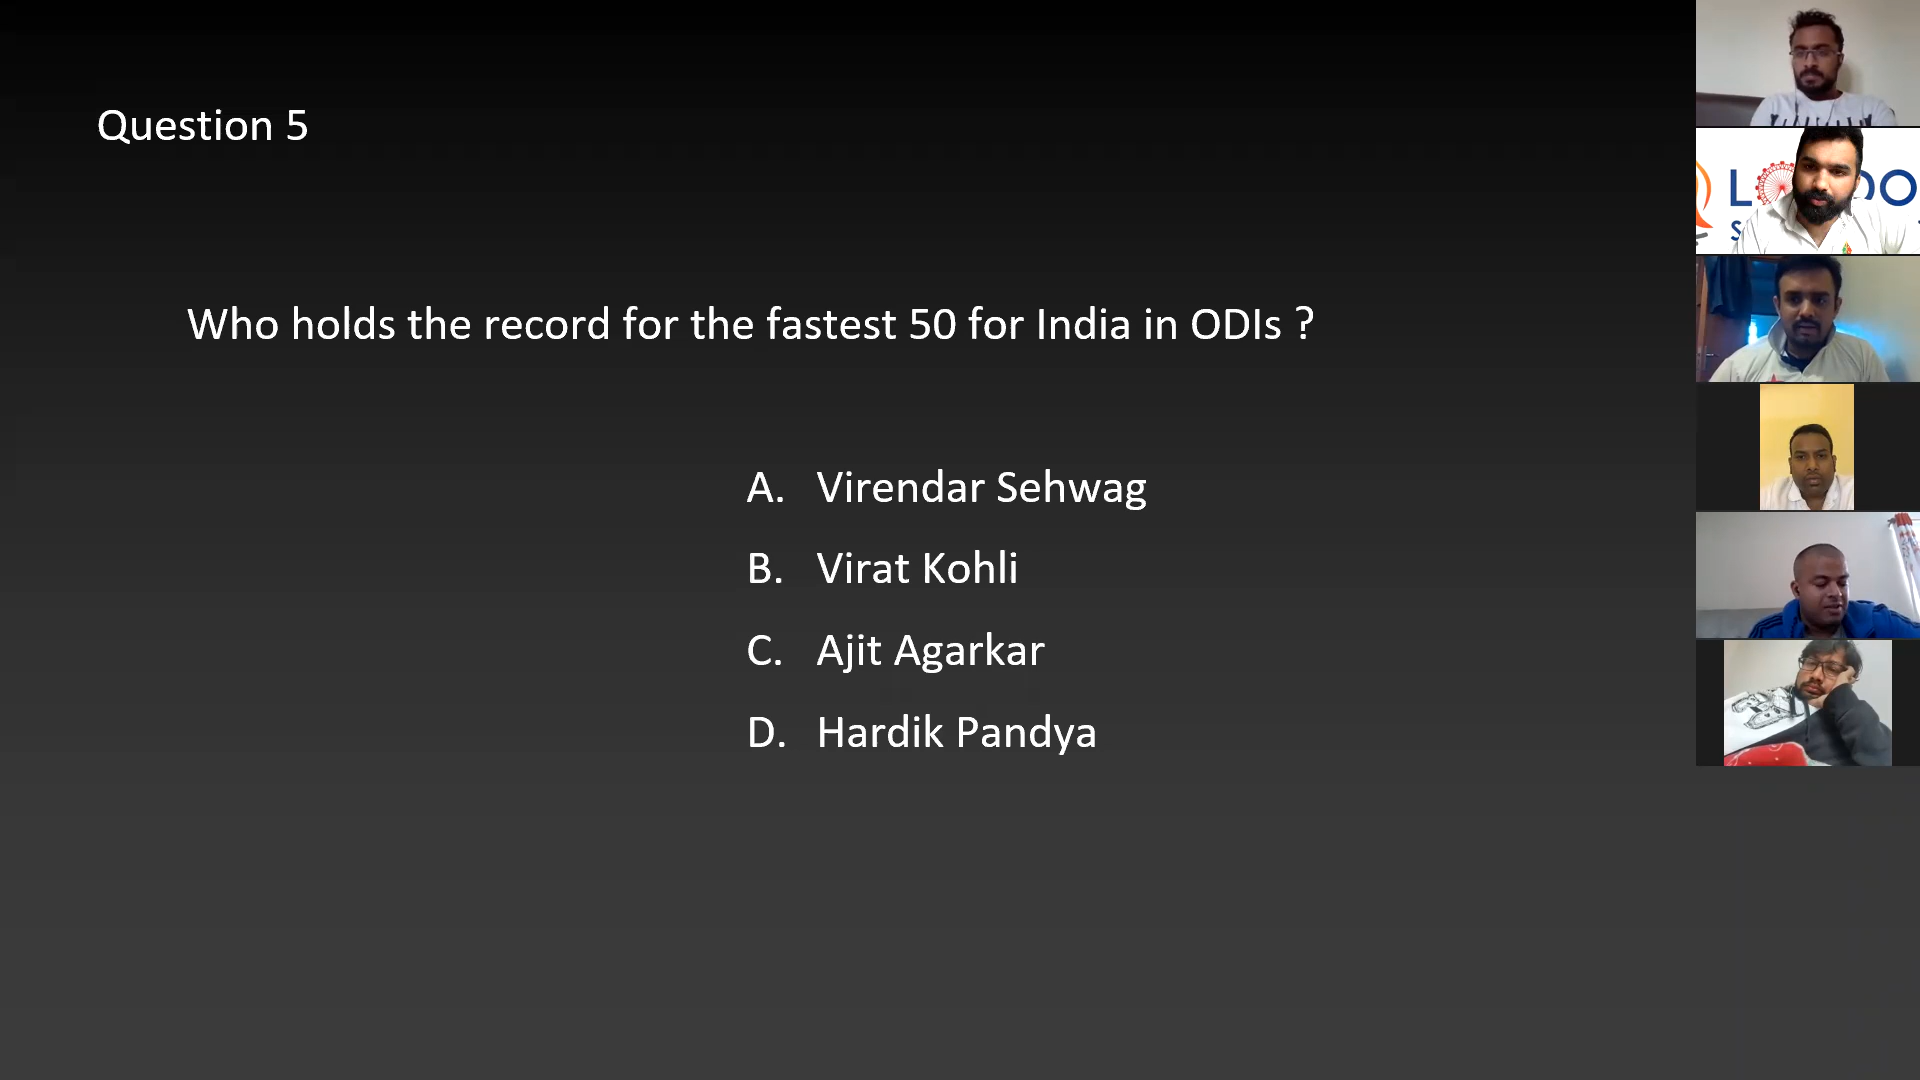 Question 5
Who holds the record for the fastest 50 for India in ODIs ?
A. Virendar Sehwag
B. Virat Kohli
C. Ajit Agarkar
D. Hardik Pandya